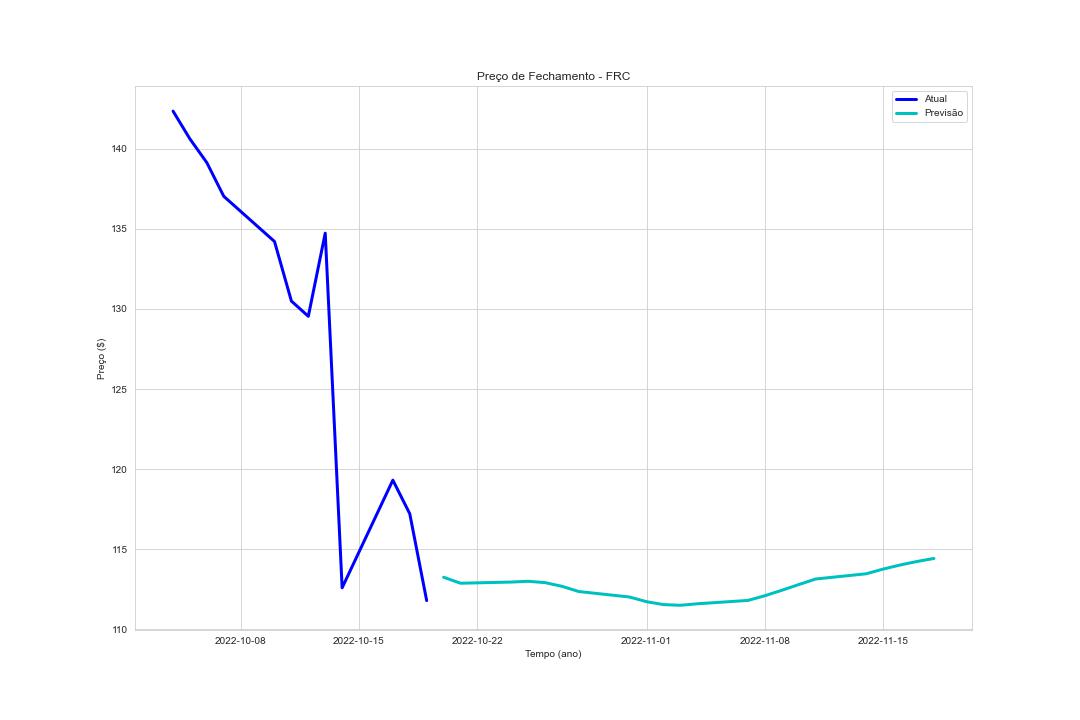 Preço de Fechamento - FRC
Atual
Previsão
140
135
130
125
120
115
110
Preço ($)
2022-10-08 2022-10-15 2022-10-22 2022-11-01 2022-11-08 2022-11-15
Tempo (ano)